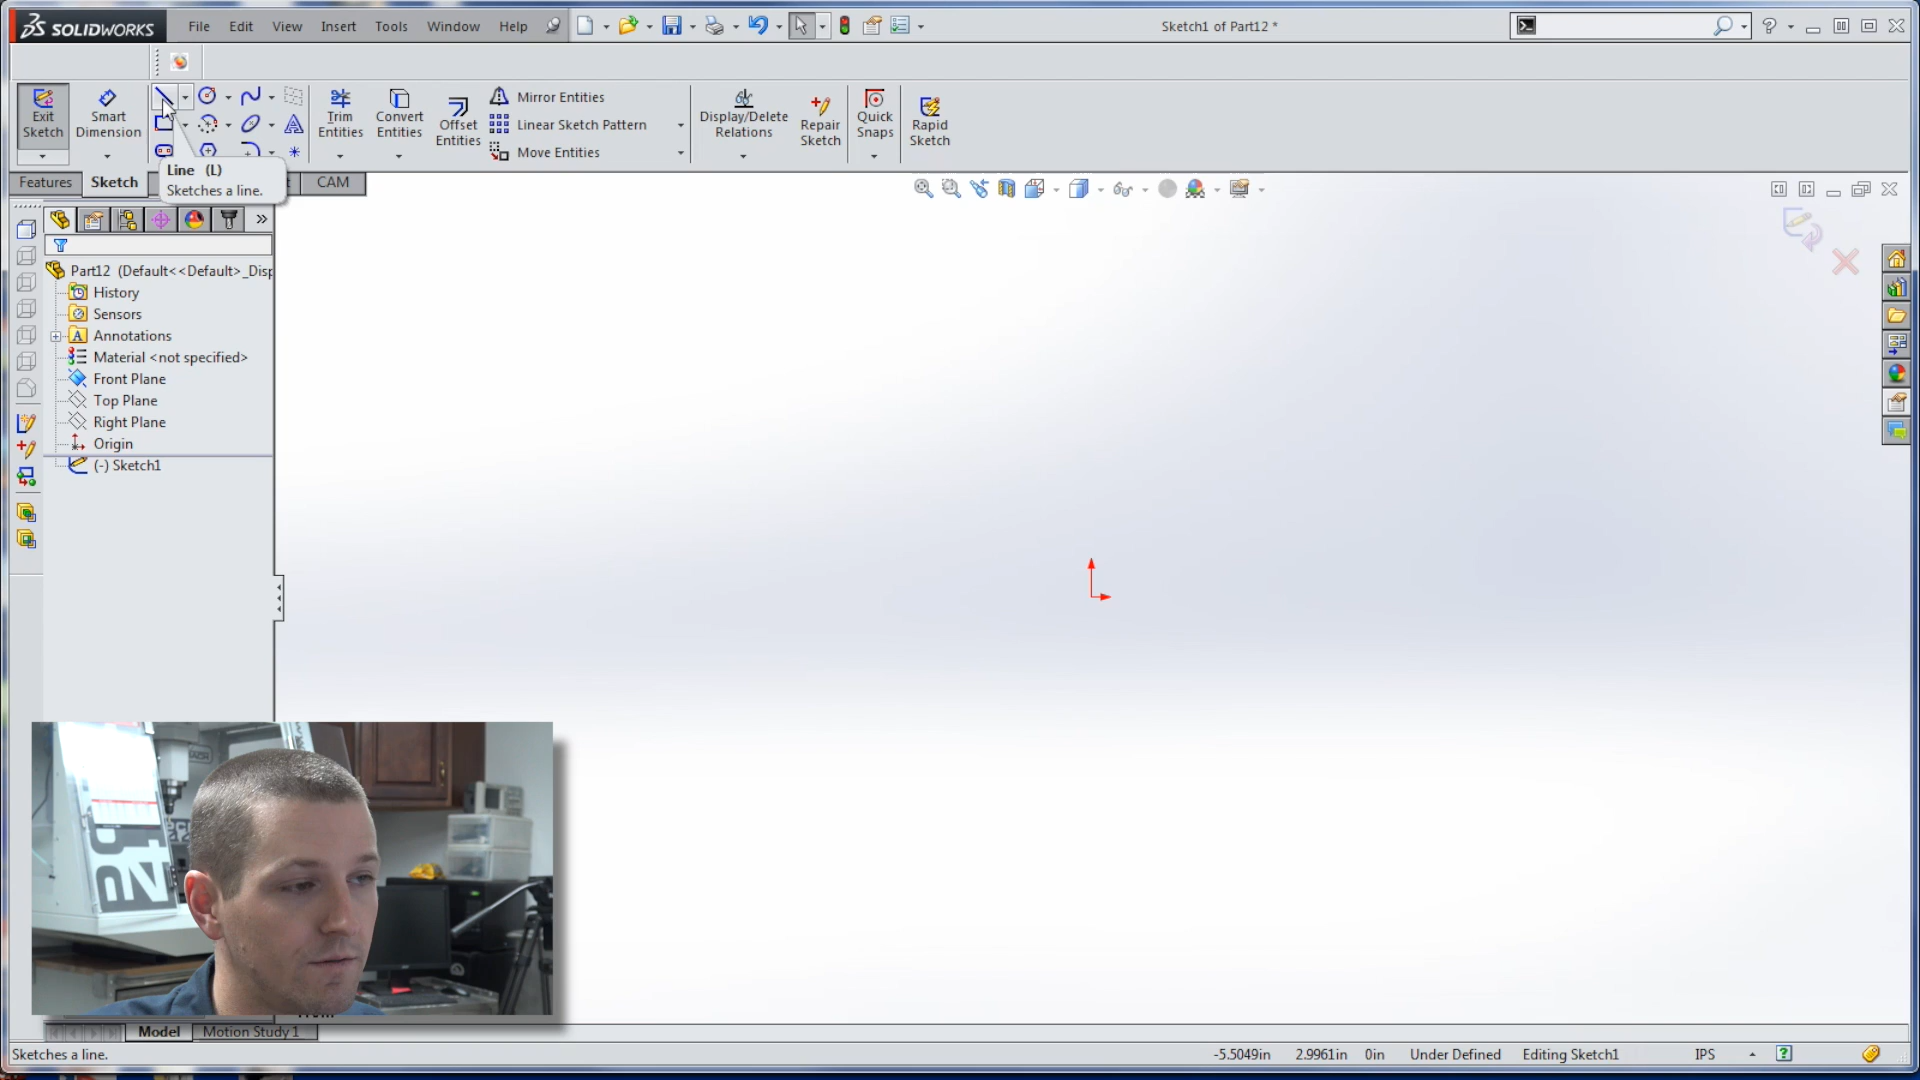 SOLIDWORKS File Edit View Insert Tools Window Help Sketch1 of Part12 * ?
Exit Sketch
Smart Dimension
Trim Entities
Convert Entities
Offset Entities
Mirror Entities
Linear Sketch Pattern
Move Entities
Display/Delete Relations
Repair Sketch
Quick Snaps
Rapid Sketch
Line (L)
Sketches a line.
Features Sketch t CAM
Part12 (Default<<Default>_Disp
History
Sensors
Annotations
Material <not specified>
Front Plane
Top Plane
Right Plane
Origin
(-) Sketch1
Model Motion Study 1
Sketches a line. -5.5049in 2.9961in 0in Under Defined Editing Sketch1 IPS